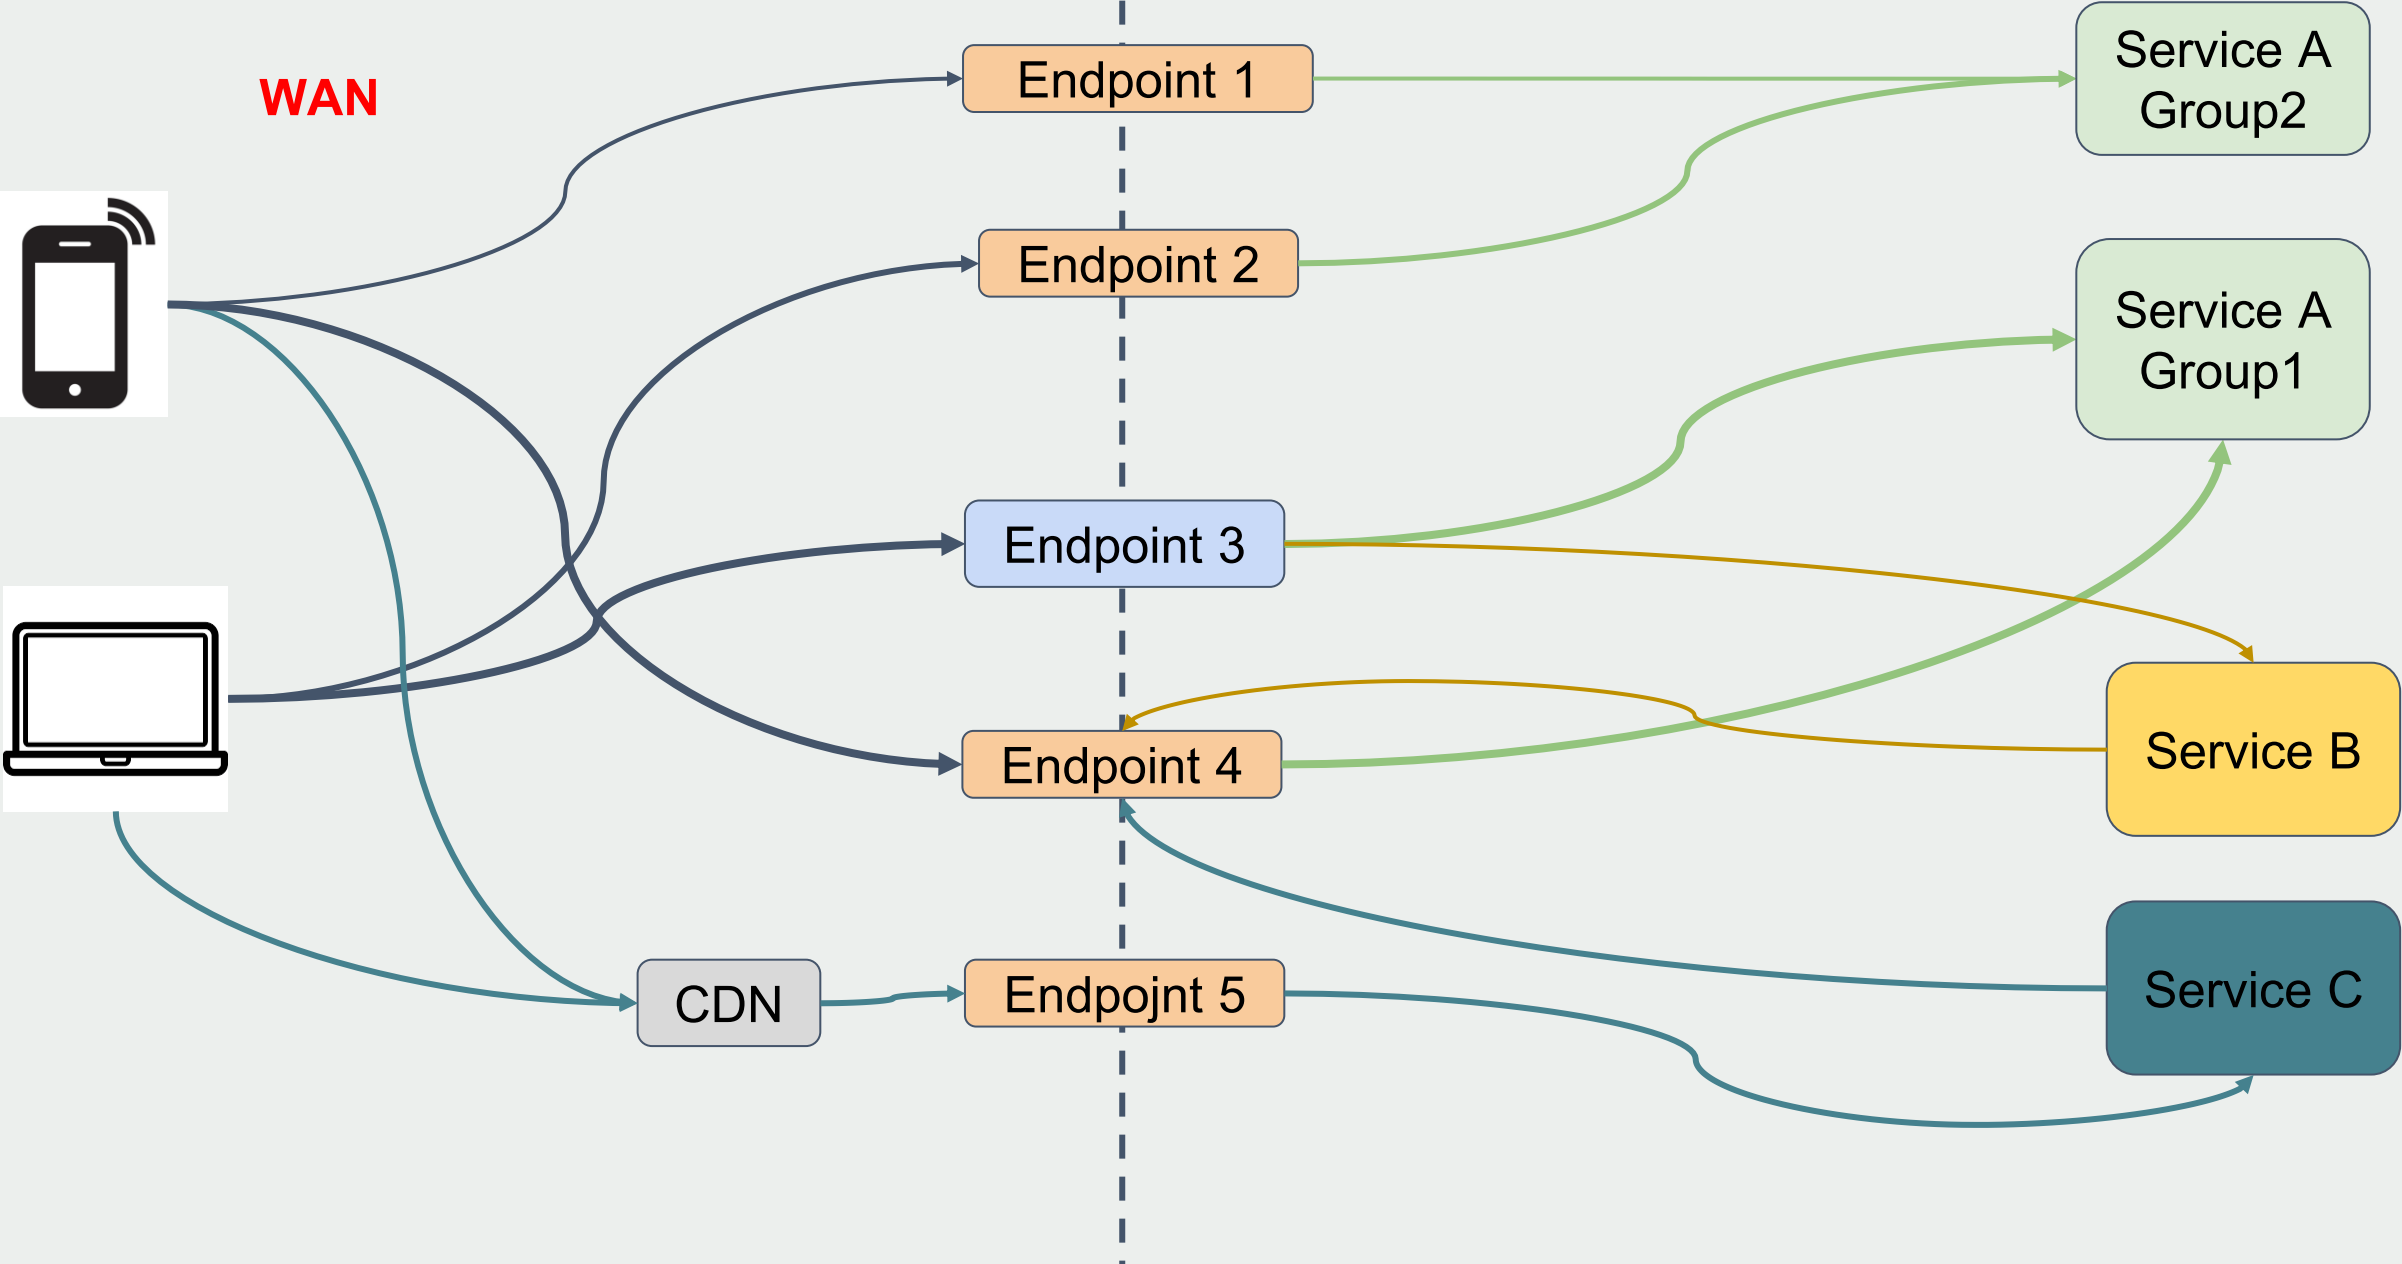 WAN
Endpoint 1
Service A
Group2
Endpoint 2
Service A
Group1
Endpoint 3
Endpoint 4
Service B
CDN
Endpojnt 5
Service C